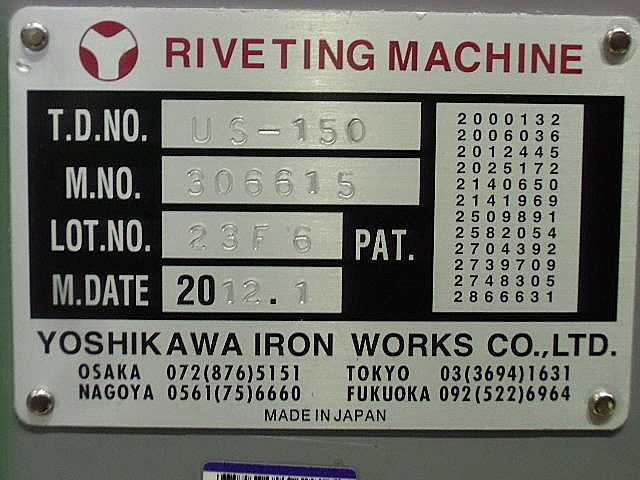 RIVETING MACHINE
T.D.NO. US-150
M.NO. 306615
LOT.NO. 23F6
M.DATE 2012.1
PAT.
2000132
2006036
2012445
2025172
2140650
2141969
2509891
2582054
2704392
2739709
2748305
2866631
YOSHIKAWA IRON WORKS CO.,LTD.
OSAKA 072(876)5151 TOKYO 03(3694)1631
NAGOYA 0561(75)6660 FUKUOKA 092(522)6964
MADE IN JAPAN